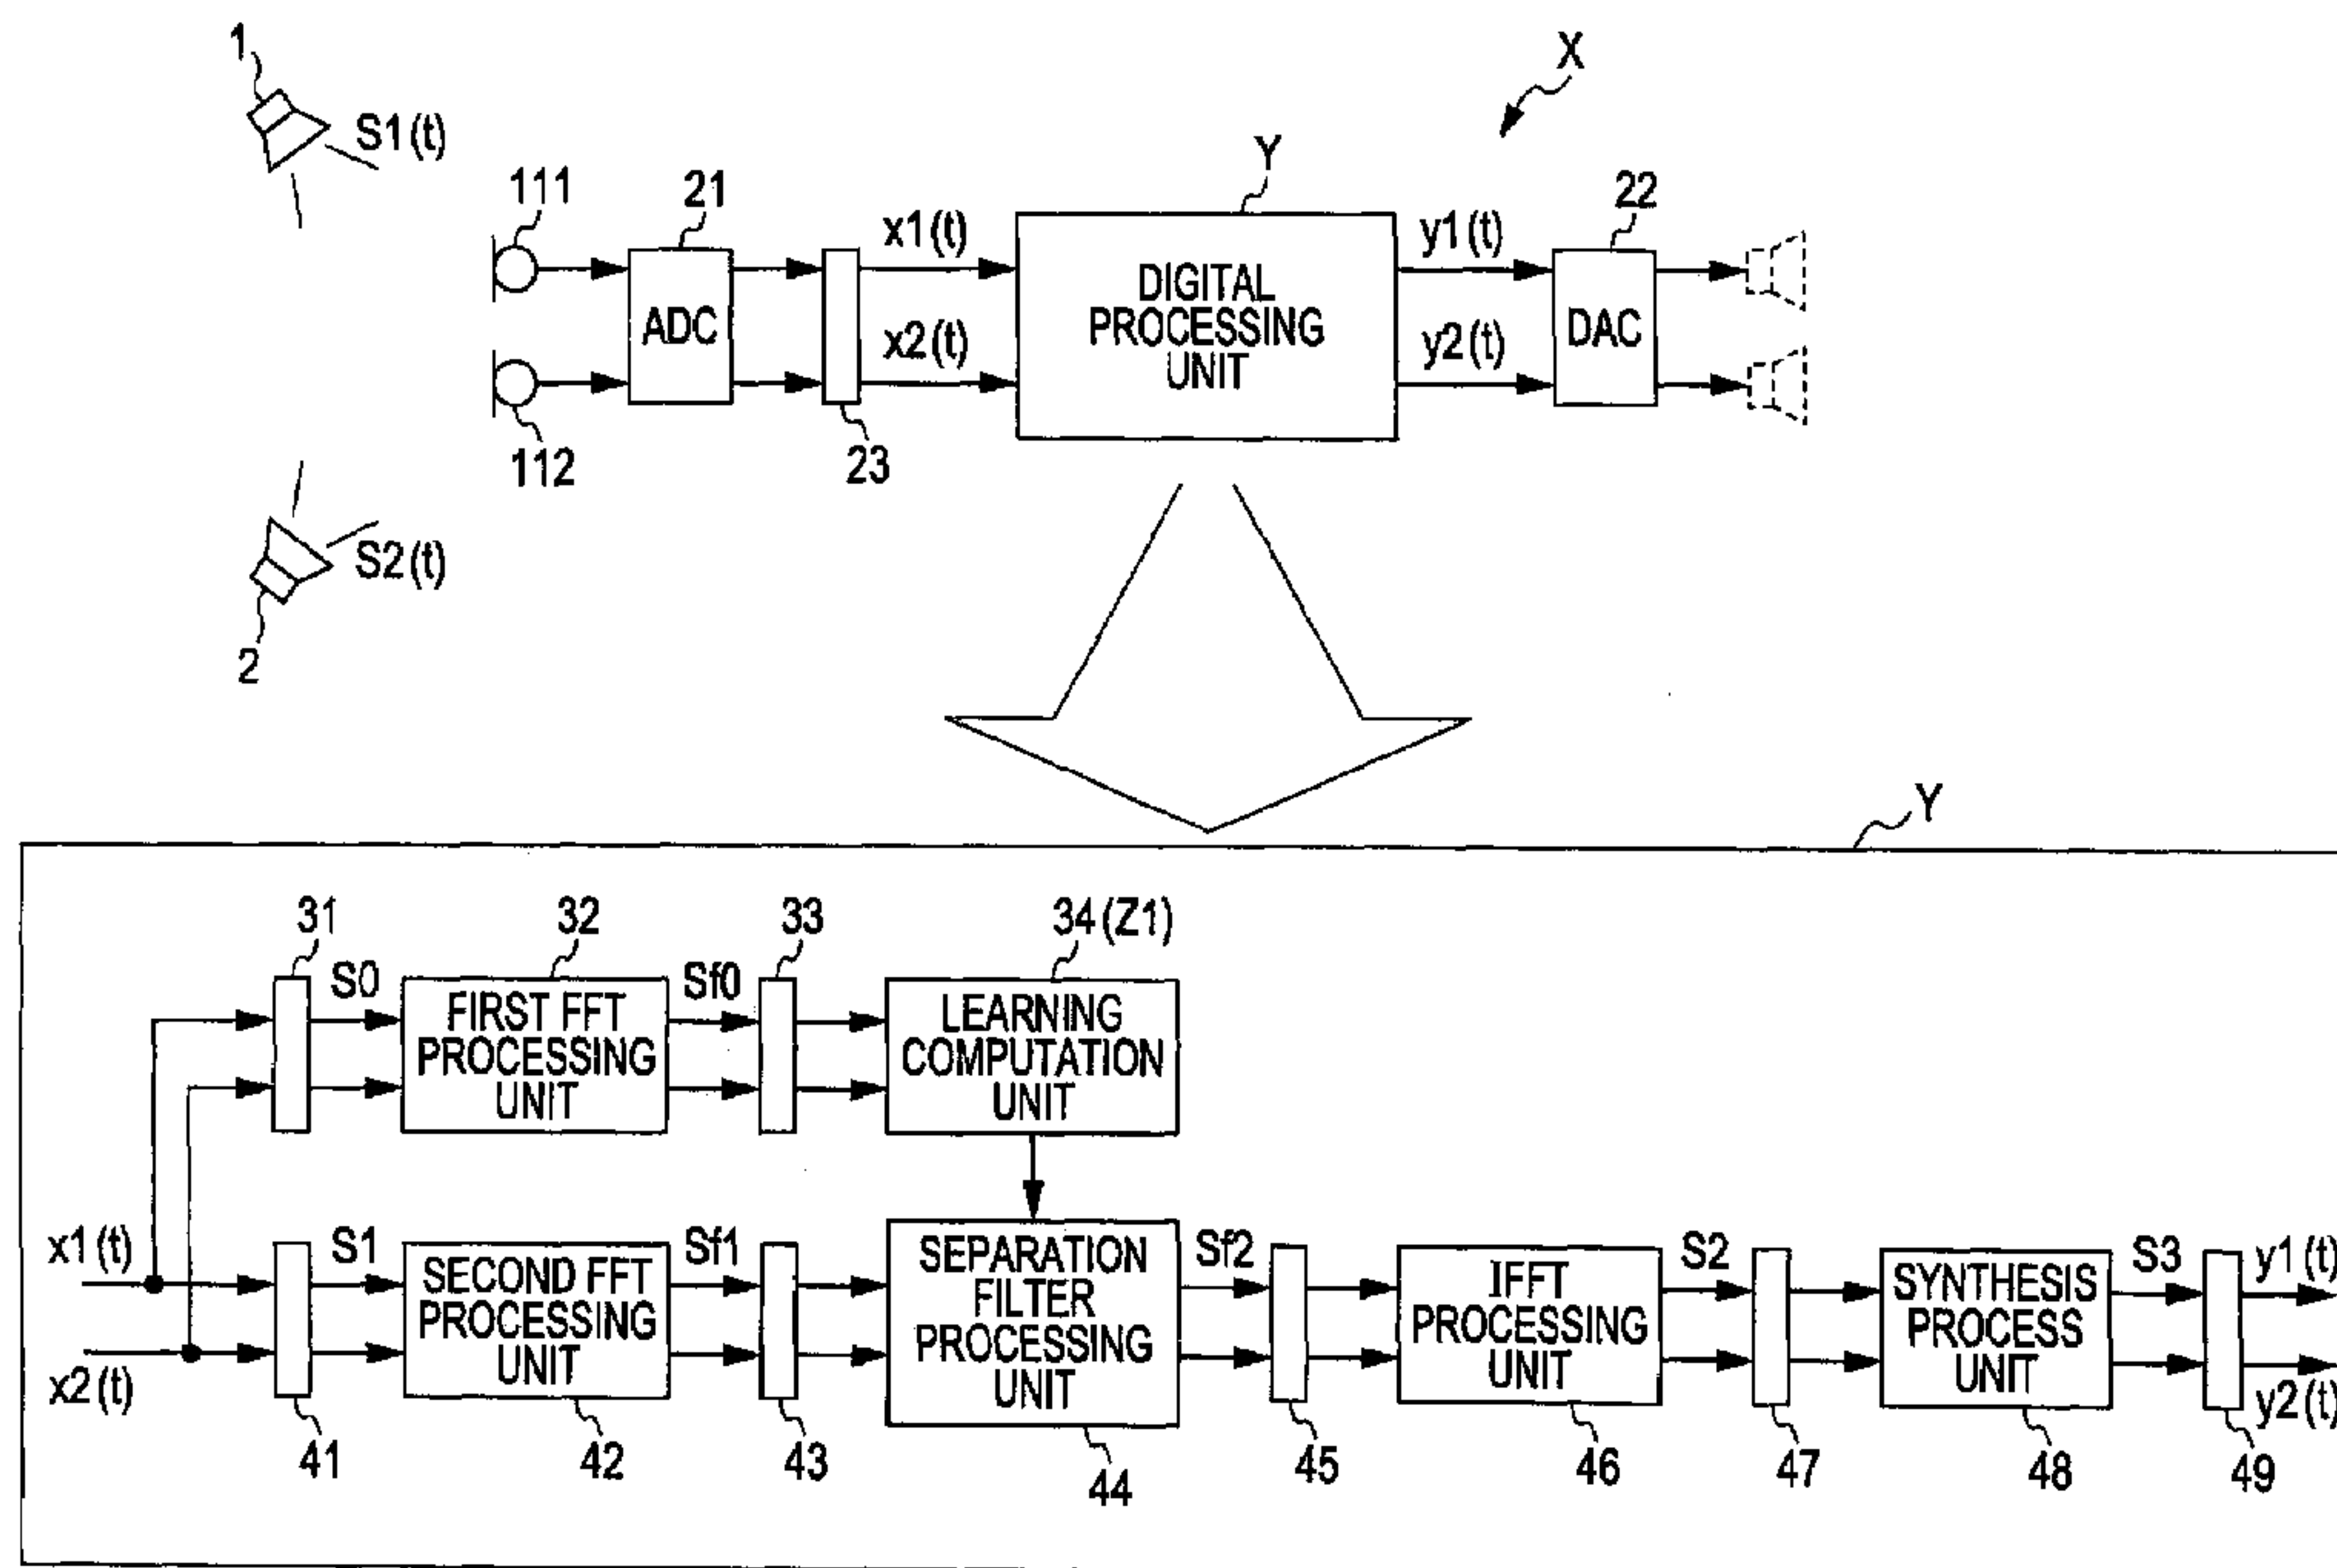 1
X
S1(t)
Y
111
21
22
x1(t)
y1(t)
ADC
DIGITAL
PROCESSING
UNIT
DAC
x2(t)
y2(t)
112
23
S2(t)
2
Y
31
32
33
34(Z1)
S0
FIRST FFT
PROCESSING
UNIT
Sf0
LEARNING
COMPUTATION
UNIT
x1(t)
x2(t)
S1
SECOND FFT
PROCESSING
UNIT
Sf1
SEPARATION
FILTER
PROCESSING
UNIT
Sf2
IFFT
PROCESSING
UNIT
S2
SYNTHESIS
PROCESS
UNIT
S3
y1(t)
y2(t)
41
42
43
44
45
46
47
48
49